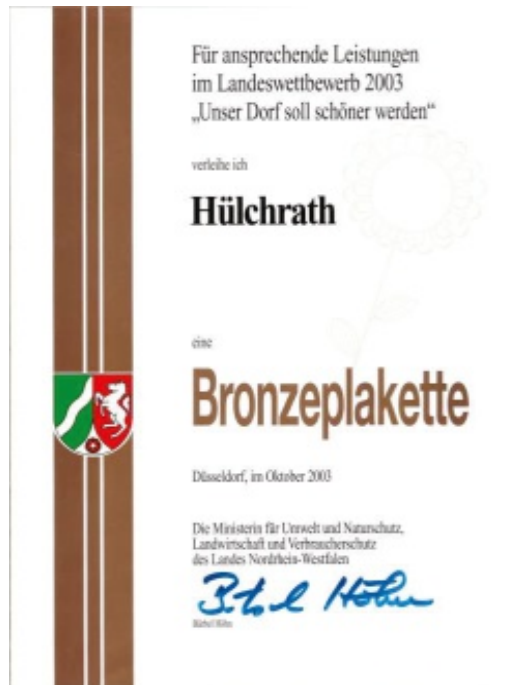 Für ansprechende Leistungen
im Landeswettbewerb 2003
„Unser Dorf soll schöner werden“
verleihe ich
Hülchrath
eine
Bronzeplakette
Düsseldorf, im Oktober 2003
Die Ministerin für Umwelt und Naturschutz,
Landwirtschaft und Verbraucherschutz
des Landes Nordrhein-Westfalen
Bärbel Höhn
Bärbel Höhn